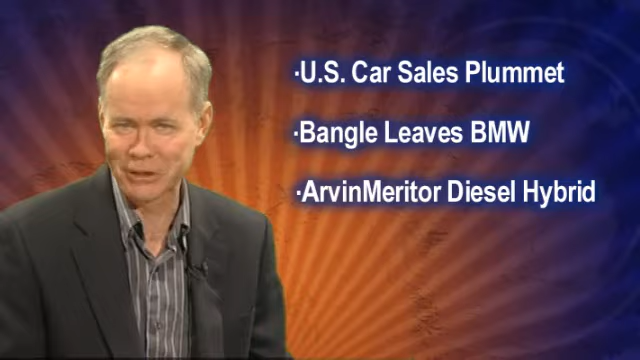 ·U.S. Car Sales Plummet
·Bangle Leaves BMW
·ArvinMeritor Diesel Hybrid